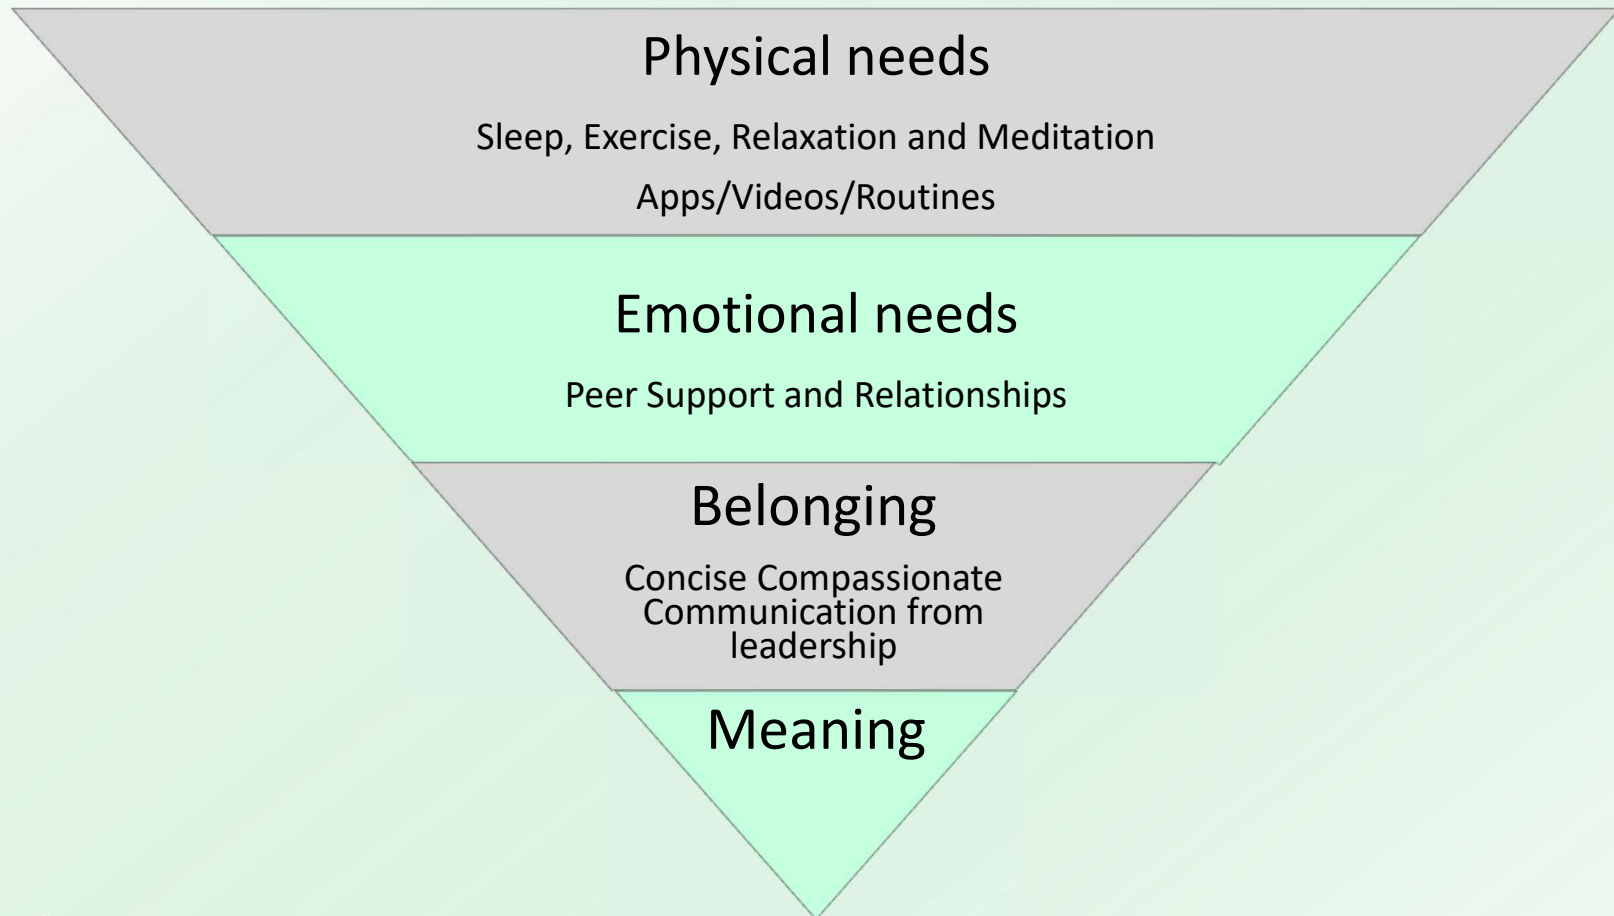 Physical needs
Sleep, Exercise, Relaxation and Meditation
Apps/Videos/Routines
Emotional needs
Peer Support and Relationships
Belonging
Concise Compassionate
Communication from
leadership
Meaning